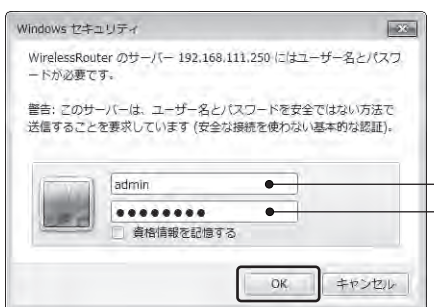 Windows セキュリティ
WirelessRouter のサーバー 192.168.111.250 にはユーザー名とパスワ
ードが必要です。
警告: このサーバーは、ユーザー名とパスワードを安全ではない方法で
送信することを要求しています (安全な接続を使わない基本的な認証)。
admin
●●●●●●●●
資格情報を記憶する
OK キャンセル